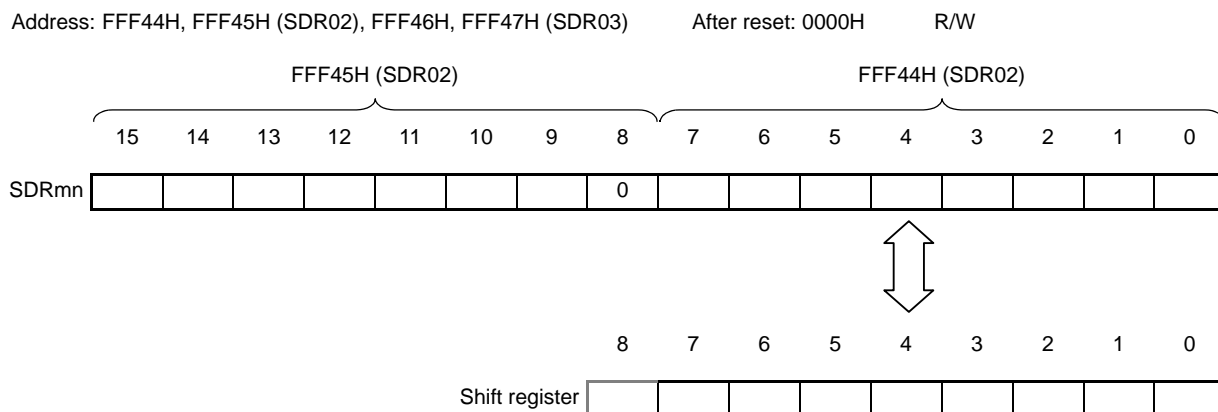 Address: FFF44H, FFF45H (SDR02), FFF46H, FFF47H (SDR03) After reset: 0000H R/W
FFF45H (SDR02) FFF44H (SDR02)
15 14 13 12 11 10 9 8 7 6 5 4 3 2 1 0
SDRmn 0
8 7 6 5 4 3 2 1 0
Shift register